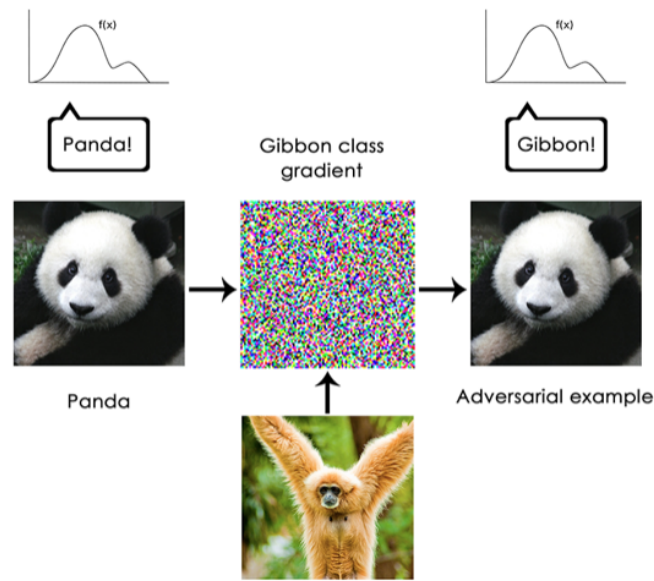 f(x)
f(x)
Panda!
Gibbon class
gradient
Gibbon!
Panda
Adversarial example